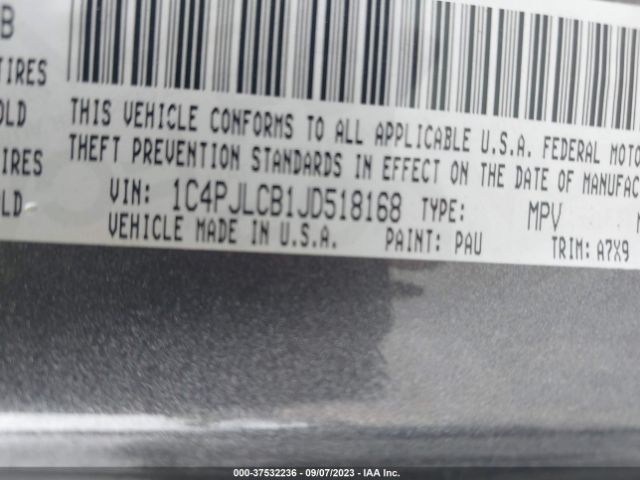 B
TIRES
OLD
TIRES
LD
THIS VEHICLE CONFORMS TO ALL APPLICABLE U.S.A. FEDERAL MOTO
THEFT PREVENTION STANDARDS IN EFFECT ON THE DATE OF MANUFAC
VIN: 1C4PJLCB1JD518168 TYPE: MPV
VEHICLE MADE IN U.S.A. PAINT: PAU TRIM: A7X9
000-37532236 - 09/07/2023 - IAA Inc.